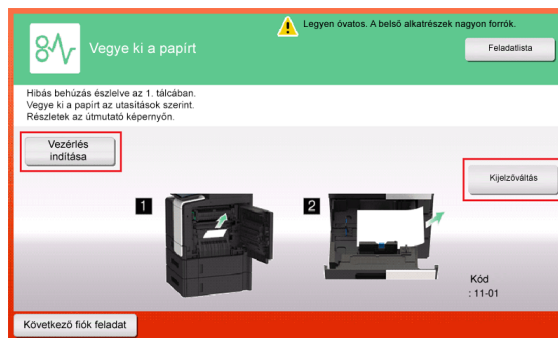 Legyen óvatos. A belső alkatrészek nagyon forrók.
Vegye ki a papírt
Feladatlista
Hibás behúzás észlelve az 1. tálcában.
Vegye ki a papírt az utasítások szerint.
Részletek az útmutató képernyőn.
Vezérlés
indítása
Kijelzőváltás
1
2
Kód
: 11-01
Következő fiók feladat